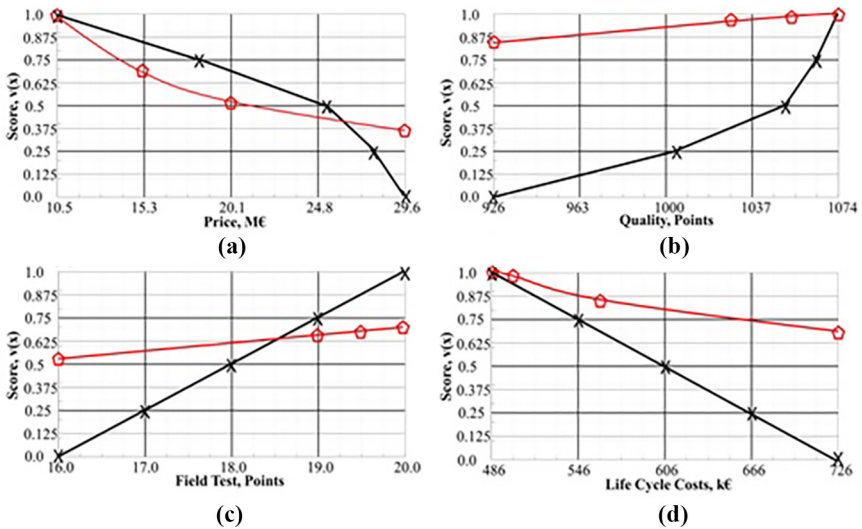 1.0
0.875
0.75
0.625
0.5
0.375
0.25
0.125
0.0
Score, v(x)
10.5 15.3 20.1 24.8 29.6
Price, M€
(a)
1.0
0.875
0.75
0.625
0.5
0.375
0.25
0.125
0.0
Score, v(x)
926 963 1000 1037 1074
Quality, Points
(b)
1.0
0.875
0.75
0.625
0.5
0.375
0.25
0.125
0.0
Score, v(x)
16.0 17.0 18.0 19.0 20.0
Field Test, Points
(c)
1.0
0.875
0.75
0.625
0.5
0.375
0.25
0.125
0.0
Score, v(x)
486 546 606 666 726
Life Cycle Costs, k€
(d)